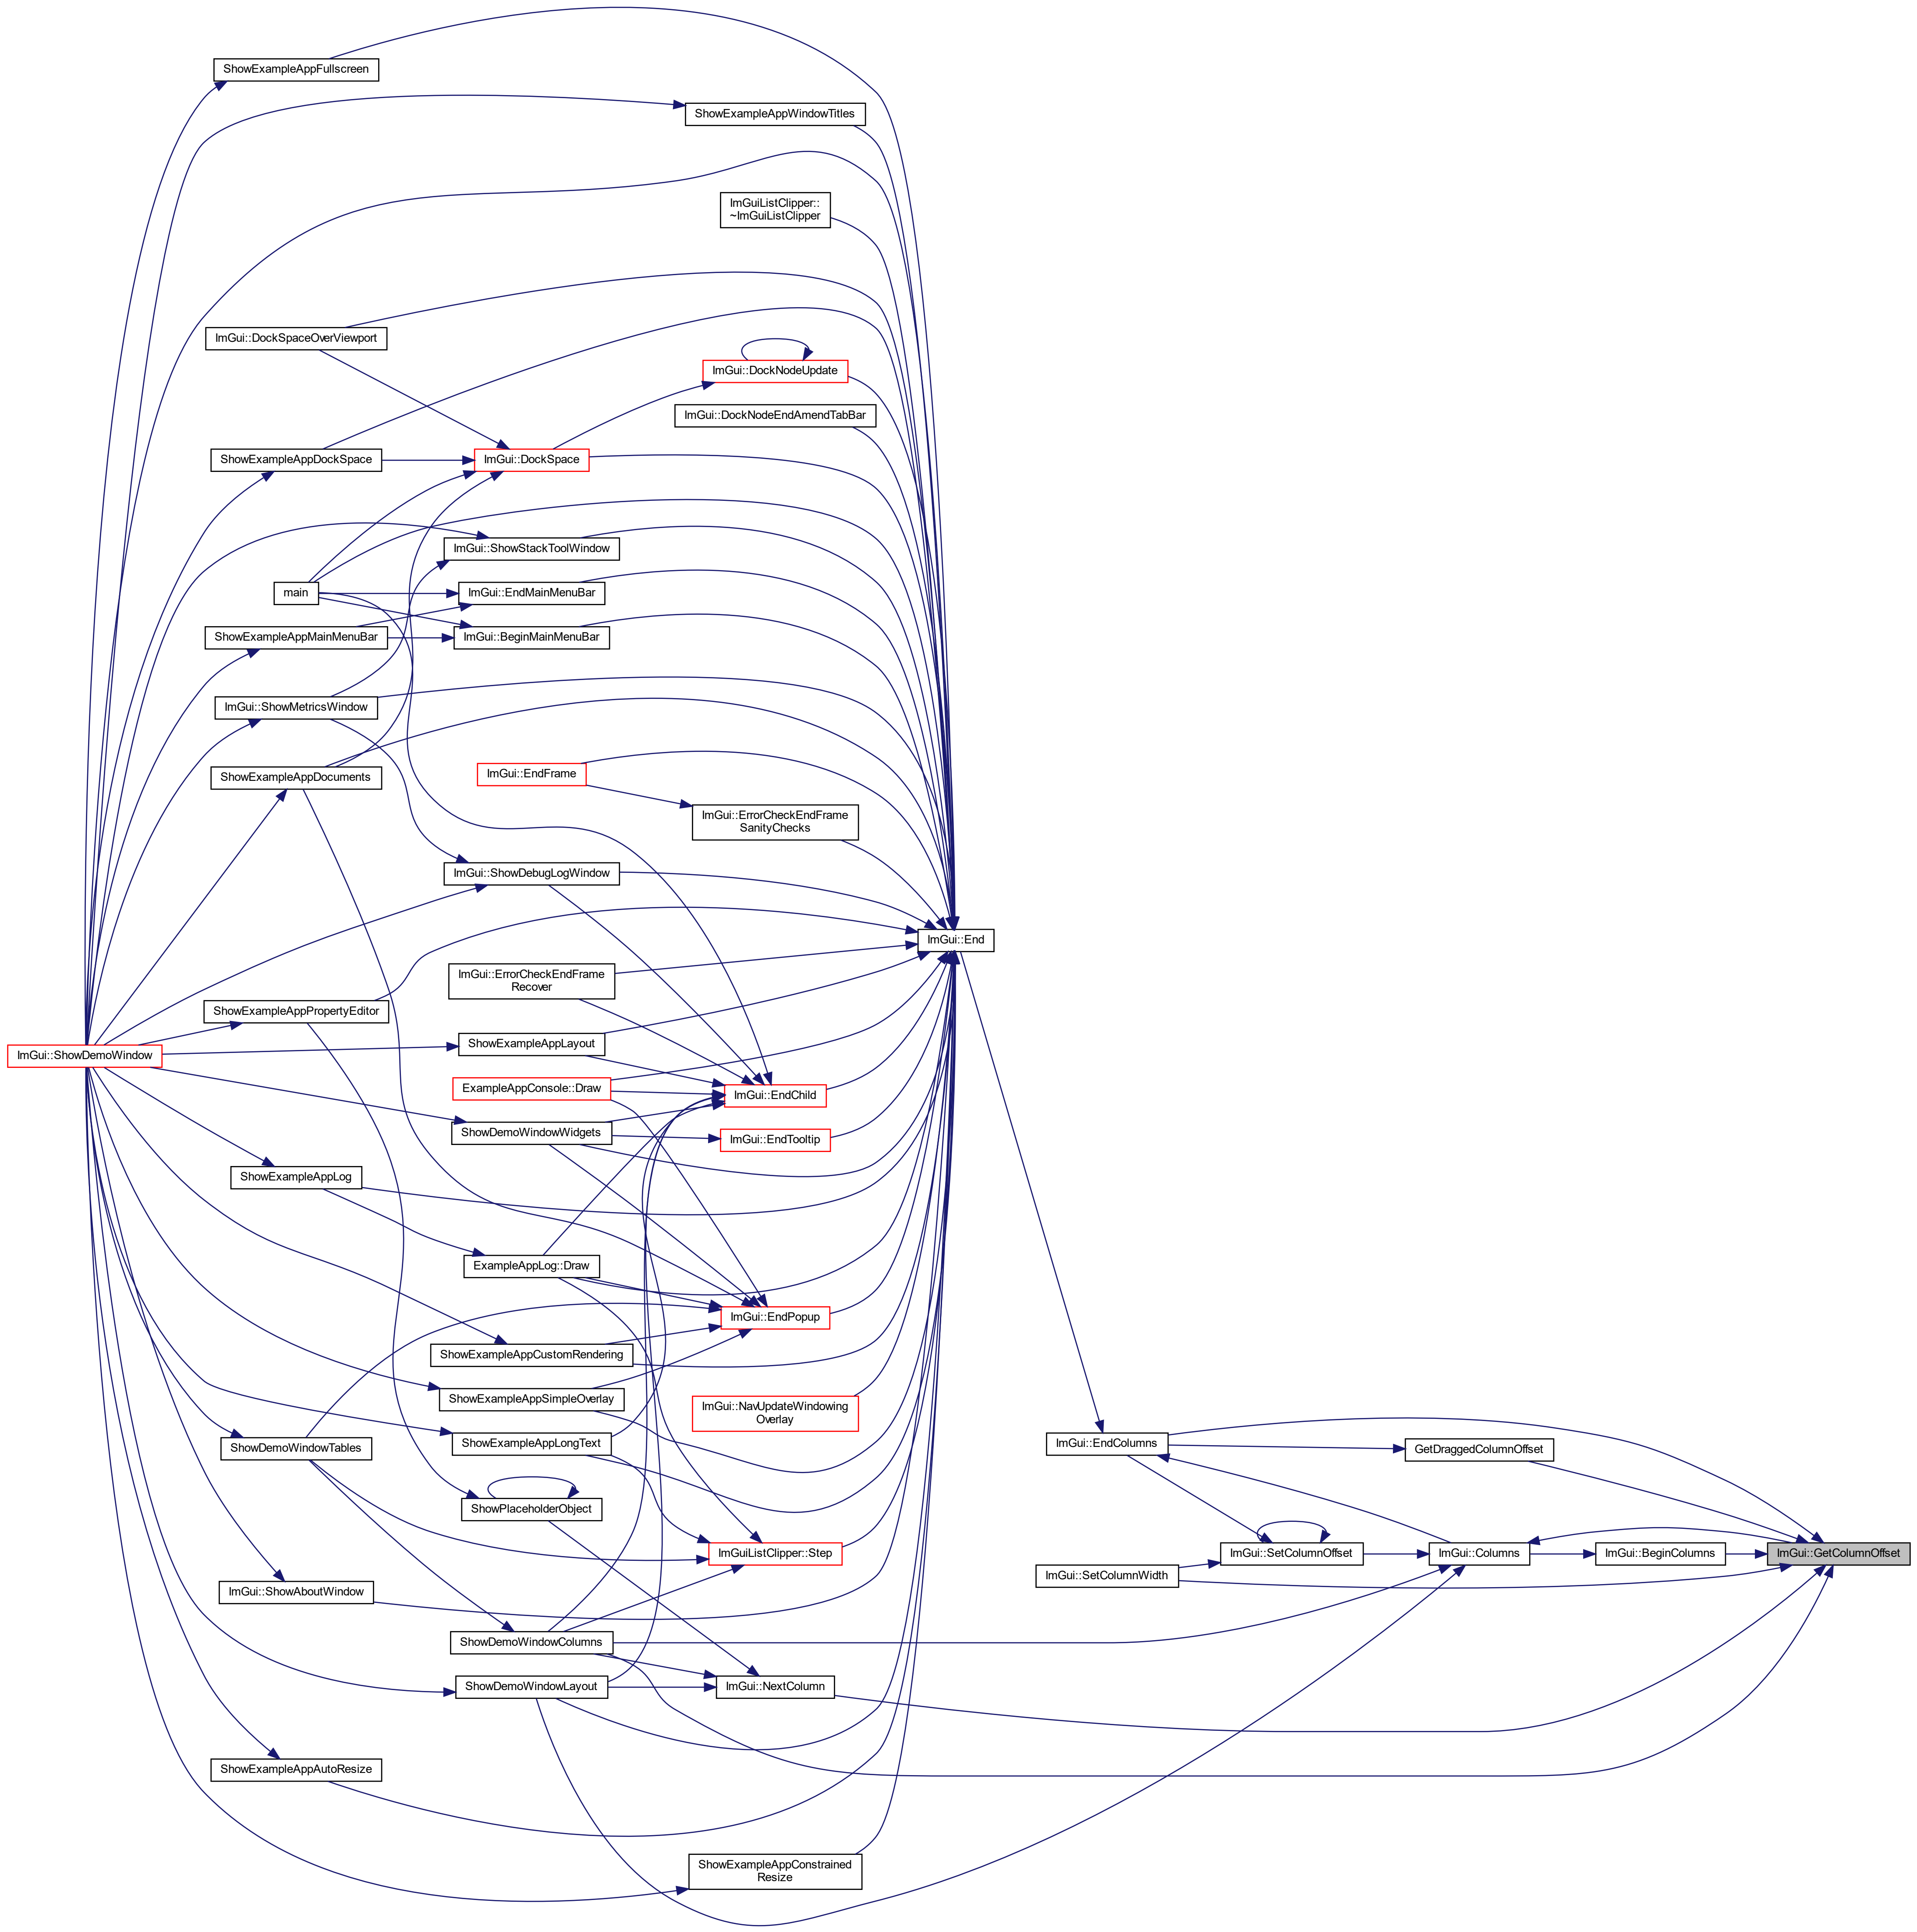 ShowExampleAppFullscreen
ShowExampleAppWindowTitles
ImGuiListClipper::
~ImGuiListClipper
ImGui::DockSpaceOverViewport
ImGui::DockNodeUpdate
ImGui::DockNodeEndAmendTabBar
ShowExampleAppDockSpace
ImGui::DockSpace
ImGui::ShowStackToolWindow
main
ImGui::EndMainMenuBar
ShowExampleAppMainMenuBar
ImGui::BeginMainMenuBar
ImGui::ShowMetricsWindow
ShowExampleAppDocuments
ImGui::EndFrame
ImGui::ErrorCheckEndFrame
SanityChecks
ImGui::ShowDebugLogWindow
ImGui::End
ImGui::ErrorCheckEndFrame
Recover
ShowExampleAppPropertyEditor
ImGui::ShowDemoWindow
ShowExampleAppLayout
ExampleAppConsole::Draw
ImGui::EndChild
ShowDemoWindowWidgets
ImGui::EndTooltip
ShowExampleAppLog
ExampleAppLog::Draw
ImGui::EndPopup
ShowExampleAppCustomRendering
ShowExampleAppSimpleOverlay
ImGui::NavUpdateWindowing
Overlay
ShowDemoWindowTables
ShowExampleAppLongText
ImGui::EndColumns
GetDraggedColumnOffset
ShowPlaceholderObject
ImGuiListClipper::Step
ImGui::SetColumnOffset
ImGui::Columns
ImGui::BeginColumns
ImGui::GetColumnOffset
ImGui::SetColumnWidth
ImGui::ShowAboutWindow
ShowDemoWindowColumns
ShowDemoWindowLayout
ImGui::NextColumn
ShowExampleAppAutoResize
ShowExampleAppConstrained
Resize